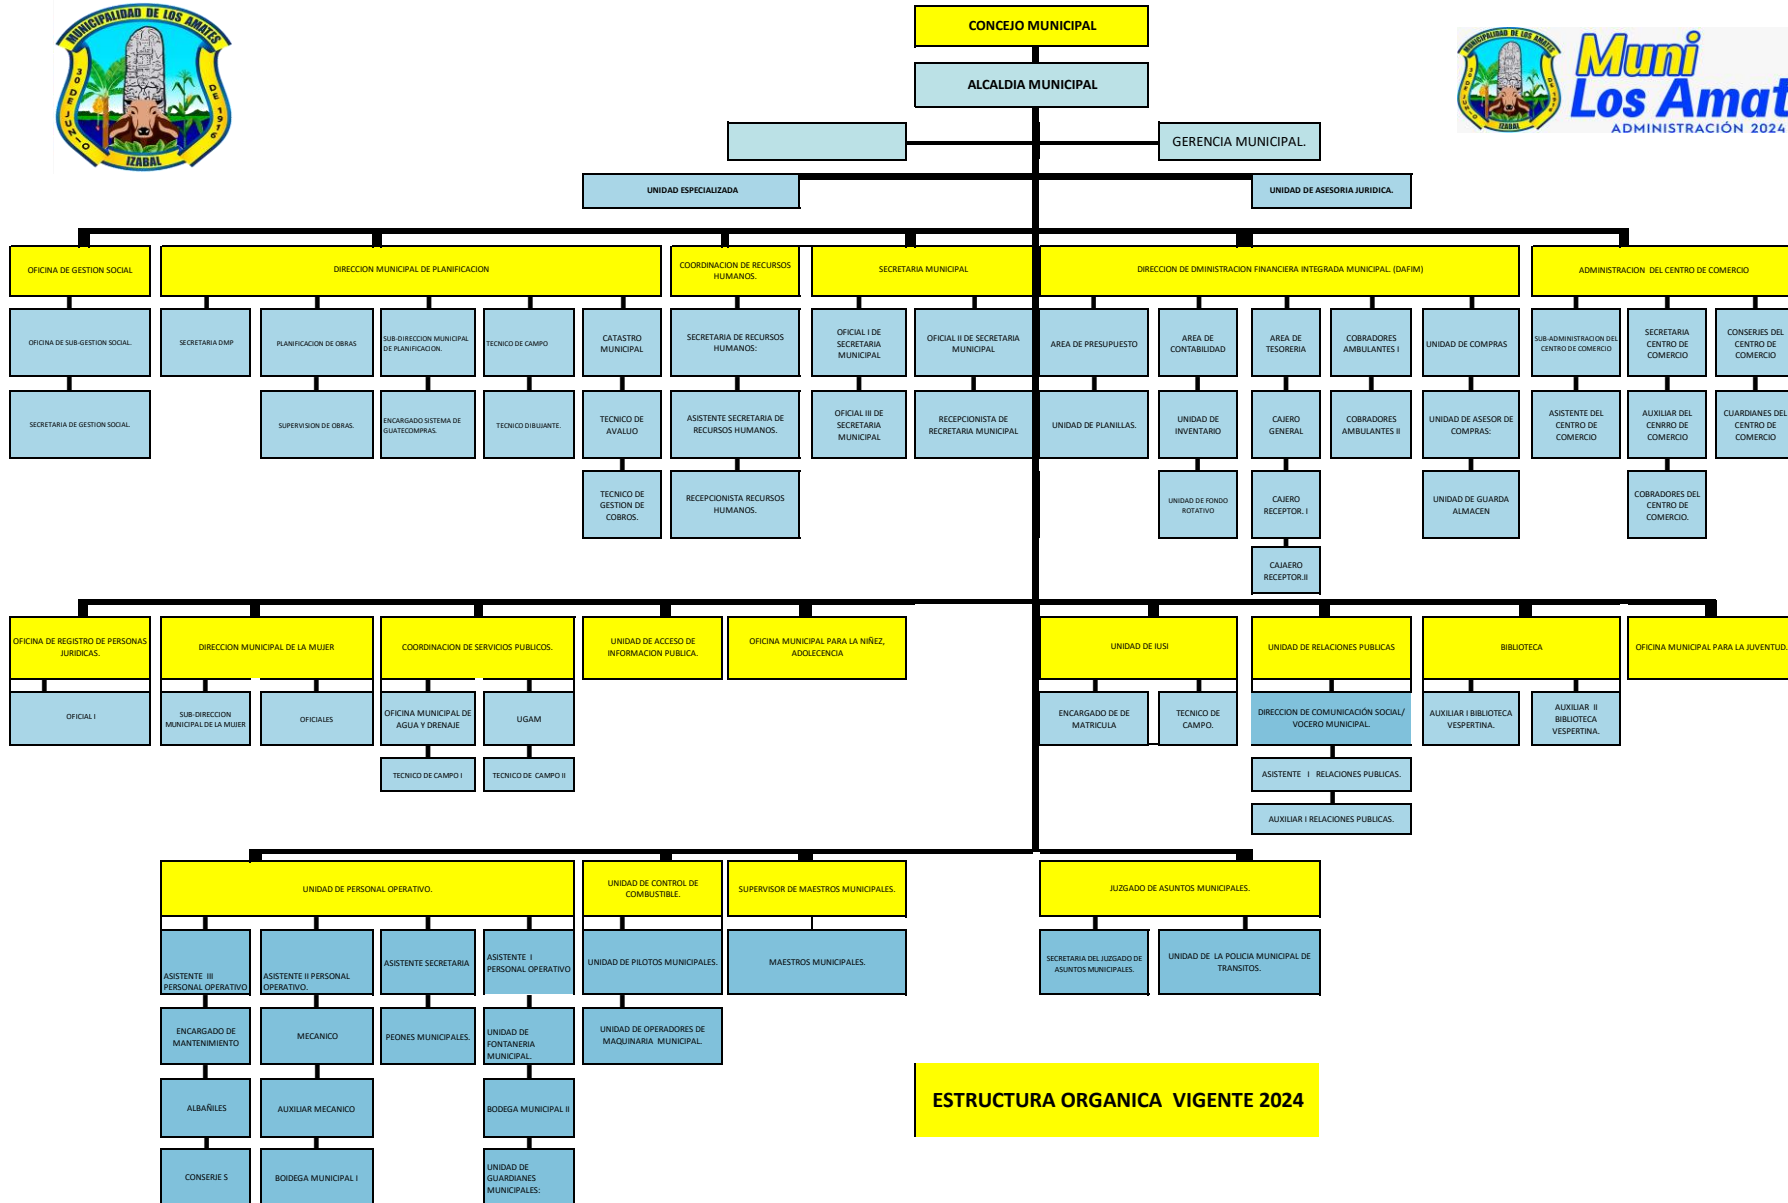 MUNICIPALIDAD DE LOS AMATES
30 DE JUNIO
DE 1916
IZABAL
CONCEJO MUNICIPAL
ALCALDIA MUNICIPAL
MUNICIPALIDAD DE LOS AMATES
IZABAL
Muni
Los Amat
ADMINISTRACIÓN 2024
GERENCIA MUNICIPAL.
UNIDAD ESPECIALIZADA
UNIDAD DE ASESORIA JURIDICA.
OFICINA DE GESTION SOCIAL
DIRECCION MUNICIPAL DE PLANIFICACION
COORDINACION DE RECURSOS
HUMANOS.
SECRETARIA MUNICIPAL
DIRECCION DE DMINISTRACION FINANCIERA INTEGRADA MUNICIPAL. (DAFIM)
ADMINISTRACION DEL CENTRO DE COMERCIO
OFICINA DE SUB-GESTION SOCIAL.
SECRETARIA DMP
PLANIFICACION DE OBRAS
SUB-DIRECCION MUNICIPAL
DE PLANIFICACION.
TECNICO DE CAMPO
CATASTRO
MUNICIPAL
SECRETARIA DE RECURSOS
HUMANOS:
OFICIAL I DE
SECRETARIA
MUNICIPAL
OFICIAL II DE SECRETARIA
MUNICIPAL
AREA DE PRESUPUESTO
AREA DE
CONTABILIDAD
AREA DE
TESORERIA
COBRADORES
AMBULANTES I
UNIDAD DE COMPRAS
SUB-ADMINISTRACION DEL
CENTRO DE COMERCIO
SECRETARIA
CENTRO DE
COMERCIO
CONSERJES DEL
CENTRO DE
COMERCIO
SECRETARIA DE GESTION SOCIAL.
SUPERVISION DE OBRAS.
ENCARGADO SISTEMA DE
GUATECOMPRAS.
TECNICO DIBUJANTE.
TECNICO DE
AVALUO
ASISTENTE SECRETARIA DE
RECURSOS HUMANOS.
OFICIAL III DE
SECRETARIA
MUNICIPAL
RECEPCIONISTA DE
RECRETARIA MUNICIPAL
UNIDAD DE PLANILLAS.
UNIDAD DE
INVENTARIO
CAJERO
GENERAL
COBRADORES
AMBULANTES II
UNIDAD DE ASESOR DE
COMPRAS:
ASISTENTE DEL
CENTRO DE
COMERCIO
AUXILIAR DEL
CENRRO DE
COMERCIO
CUARDIANES DEL
CENTRO DE
COMERCIO
TECNICO DE
GESTION DE
COBROS.
RECEPCIONISTA RECURSOS
HUMANOS.
UNIDAD DE FONDO
ROTATIVO
CAJERO
RECEPTOR. I
UNIDAD DE GUARDA
ALMACEN
COBRADORES DEL
CENTRO DE
COMERCIO.
CAJAERO
RECEPTOR.II
OFICINA DE REGISTRO DE PERSONAS
JURIDICAS.
DIRECCION MUNICIPAL DE LA MUJER
COORDINACION DE SERVICIOS PUBLICOS.
UNIDAD DE ACCESO DE
INFORMACION PUBLICA.
OFICINA MUNICIPAL PARA LA NIÑEZ,
ADOLECENCIA
UNIDAD DE IUSI
UNIDAD DE RELACIONES PUBLICAS
BIBLIOTECA
OFICINA MUNICIPAL PARA LA JUVENTUD.
OFICIAL I
SUB-DIRECCION
MUNICIPAL DE LA MUJER
OFICIALES
OFICINA MUNICIPAL DE
AGUA Y DRENAJE
UGAM
ENCARGADO DE DE
MATRICULA
TECNICO DE
CAMPO.
DIRECCION DE COMUNICACIÓN SOCIAL/
VOCERO MUNICIPAL.
AUXILIAR I BIBLIOTECA
VESPERTINA.
AUXILIAR II
BIBLIOTECA
VESPERTINA.
TECNICO DE CAMPO I
TECNICO DE CAMPO II
ASISTENTE I RELACIONES PUBLICAS.
AUXILIAR I RELACIONES PUBLICAS.
UNIDAD DE PERSONAL OPERATIVO.
UNIDAD DE CONTROL DE
COMBUSTIBLE.
SUPERVISOR DE MAESTROS MUNICIPALES.
JUZGADO DE ASUNTOS MUNICIPALES.
ASISTENTE III
PERSONAL OPERATIVO
ASISTENTE II PERSONAL
OPERATIVO.
ASISTENTE SECRETARIA
ASISTENTE I
PERSONAL OPERATIVO
UNIDAD DE PILOTOS MUNICIPALES.
MAESTROS MUNICIPALES.
SECRETARIA DEL JUZGADO DE
ASUNTOS MUNICIPALES.
UNIDAD DE LA POLICIA MUNICIPAL DE
TRANSITOS.
ENCARGADO DE
MANTENIMIENTO
MECANICO
PEONES MUNICIPALES.
UNIDAD DE
FONTANERIA
MUNICIPAL.
UNIDAD DE OPERADORES DE
MAQUINARIA MUNICIPAL.
ALBAÑILES
AUXILIAR MECANICO
BODEGA MUNICIPAL II
ESTRUCTURA ORGANICA VIGENTE 2024
CONSERJE S
BOIDEGA MUNICIPAL I
UNIDAD DE
GUARDIANES
MUNICIPALES: